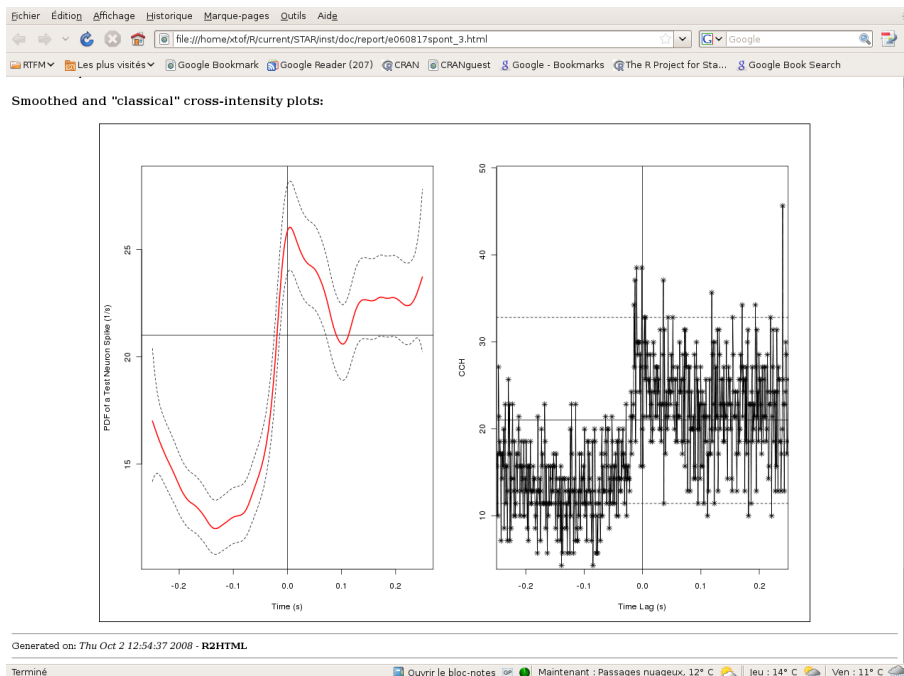 Fichier Édition Affichage Historique Marque-pages Outils Aide
file:///home/xtof/R/current/STAR/inst/doc/report/e060817spont_3.html Google
RTFM Les plus visités Google Bookmark Google Reader (207) CRAN CRANguest Google - Bookmarks The R Project for Sta... Google Book Search
Smoothed and "classical" cross-intensity plots:
PDF of a Test Neuron Spike (1/s)
25
20
15
-0.2 -0.1 0.0 0.1 0.2
Time (s)
CCH
50
40
30
20
10
-0.2 -0.1 0.0 0.1 0.2
Time Lag (s)
Generated on: Thu Oct 2 12:54:37 2008 - R2HTML
Terminé Ouvrir le bloc-notes GP Maintenant : Passages nuageux, 12° C Jeu : 14° C Ven : 11° C